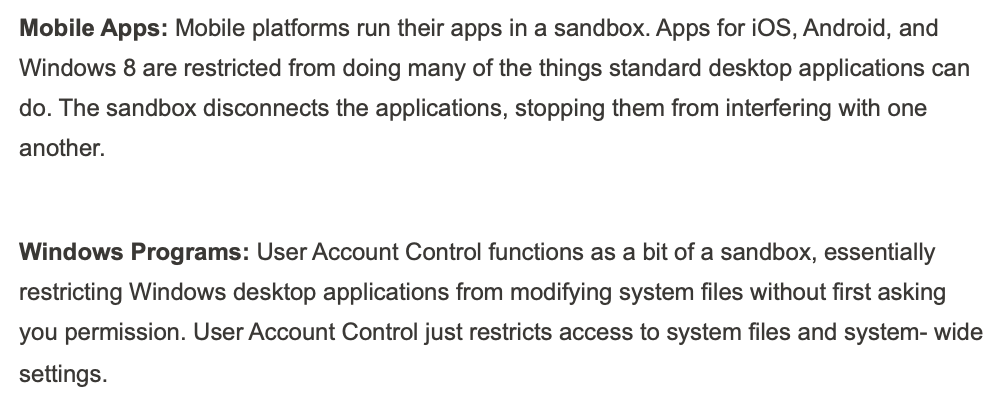 Mobile Apps: Mobile platforms run their apps in a sandbox. Apps for iOS, Android, and
Windows 8 are restricted from doing many of the things standard desktop applications can
do. The sandbox disconnects the applications, stopping them from interfering with one
another.
Windows Programs: User Account Control functions as a bit of a sandbox, essentially
restricting Windows desktop applications from modifying system files without first asking
you permission. User Account Control just restricts access to system files and system- wide
settings.